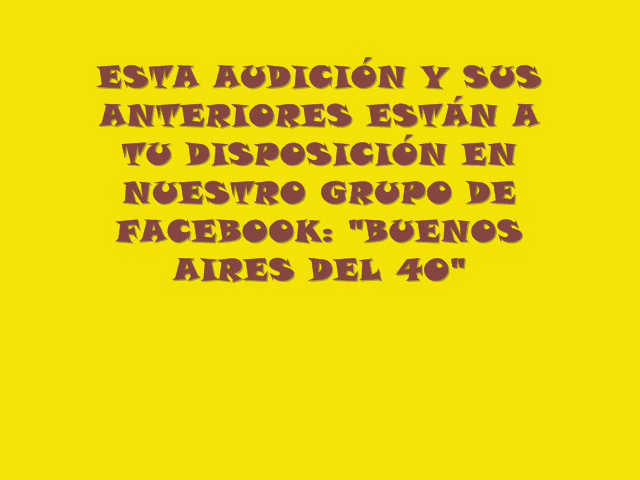 ESTA AUDICIÓN Y SUS
ANTERIORES ESTÁN A
TU DISPOSICIÓN EN
NUESTRO GRUPO DE
FACEBOOK: "BUENOS
AIRES DEL 40"